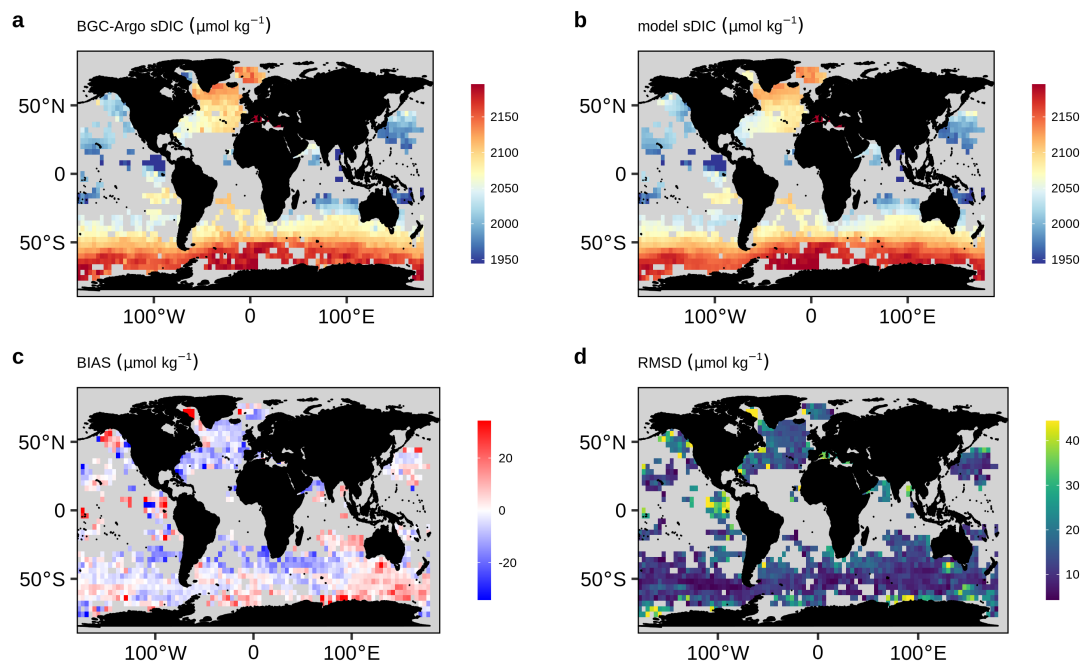 a BGC-Argo sDIC (µmol kg⁻¹)
50°N
0
50°S
100°W 0 100°E
2150
2100
2050
2000
1950
b model sDIC (µmol kg⁻¹)
50°N
0
50°S
100°W 0 100°E
2150
2100
2050
2000
1950
c BIAS (µmol kg⁻¹)
50°N
0
50°S
100°W 0 100°E
20
0
-20
d RMSD (µmol kg⁻¹)
50°N
0
50°S
100°W 0 100°E
40
30
20
10